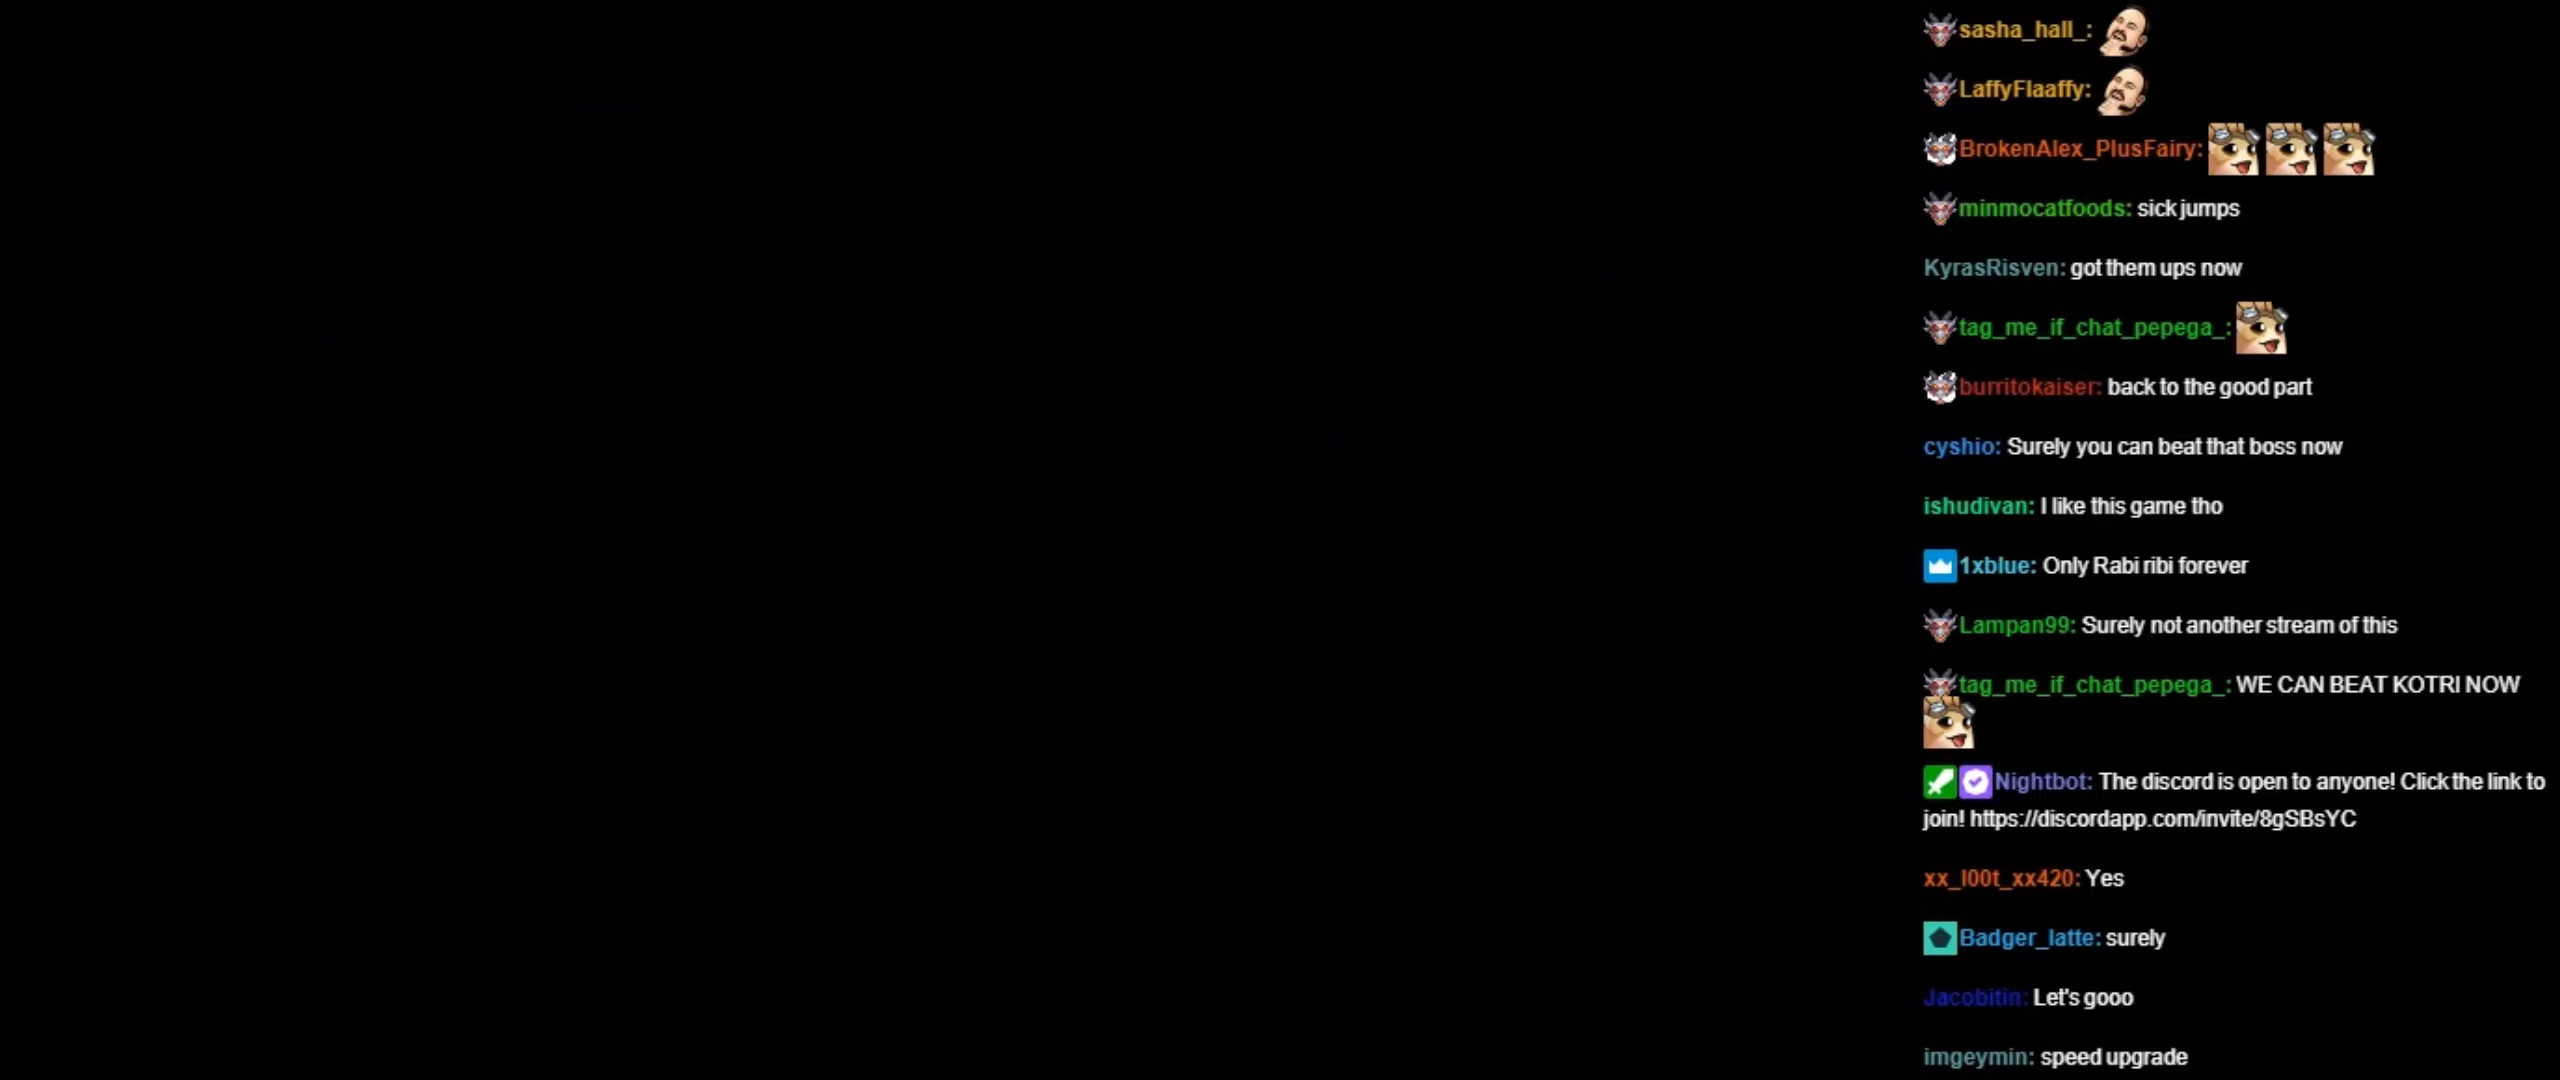 sasha_hall_:
LaffyFlaaffy:
BrokenAlex_PlusFairy:
minmocatfoods: sick jumps
KyrasRisven: got them ups now
tag_me_if_chat_pepega_:
burritokaiser: back to the good part
cyshio: Surely you can beat that boss now
ishudivan: I like this game tho
1xblue: Only Rabi ribi forever
Lampan99: Surely not another stream of this
tag_me_if_chat_pepega_: WE CAN BEAT KOTRI NOW
Nightbot: The discord is open to anyone! Click the link to
join! https://discordapp.com/invite/8gSBsYC
xx_l00t_xx420: Yes
Badger_latte: surely
Jacobitin: Let's gooo
imgeymin: speed upgrade